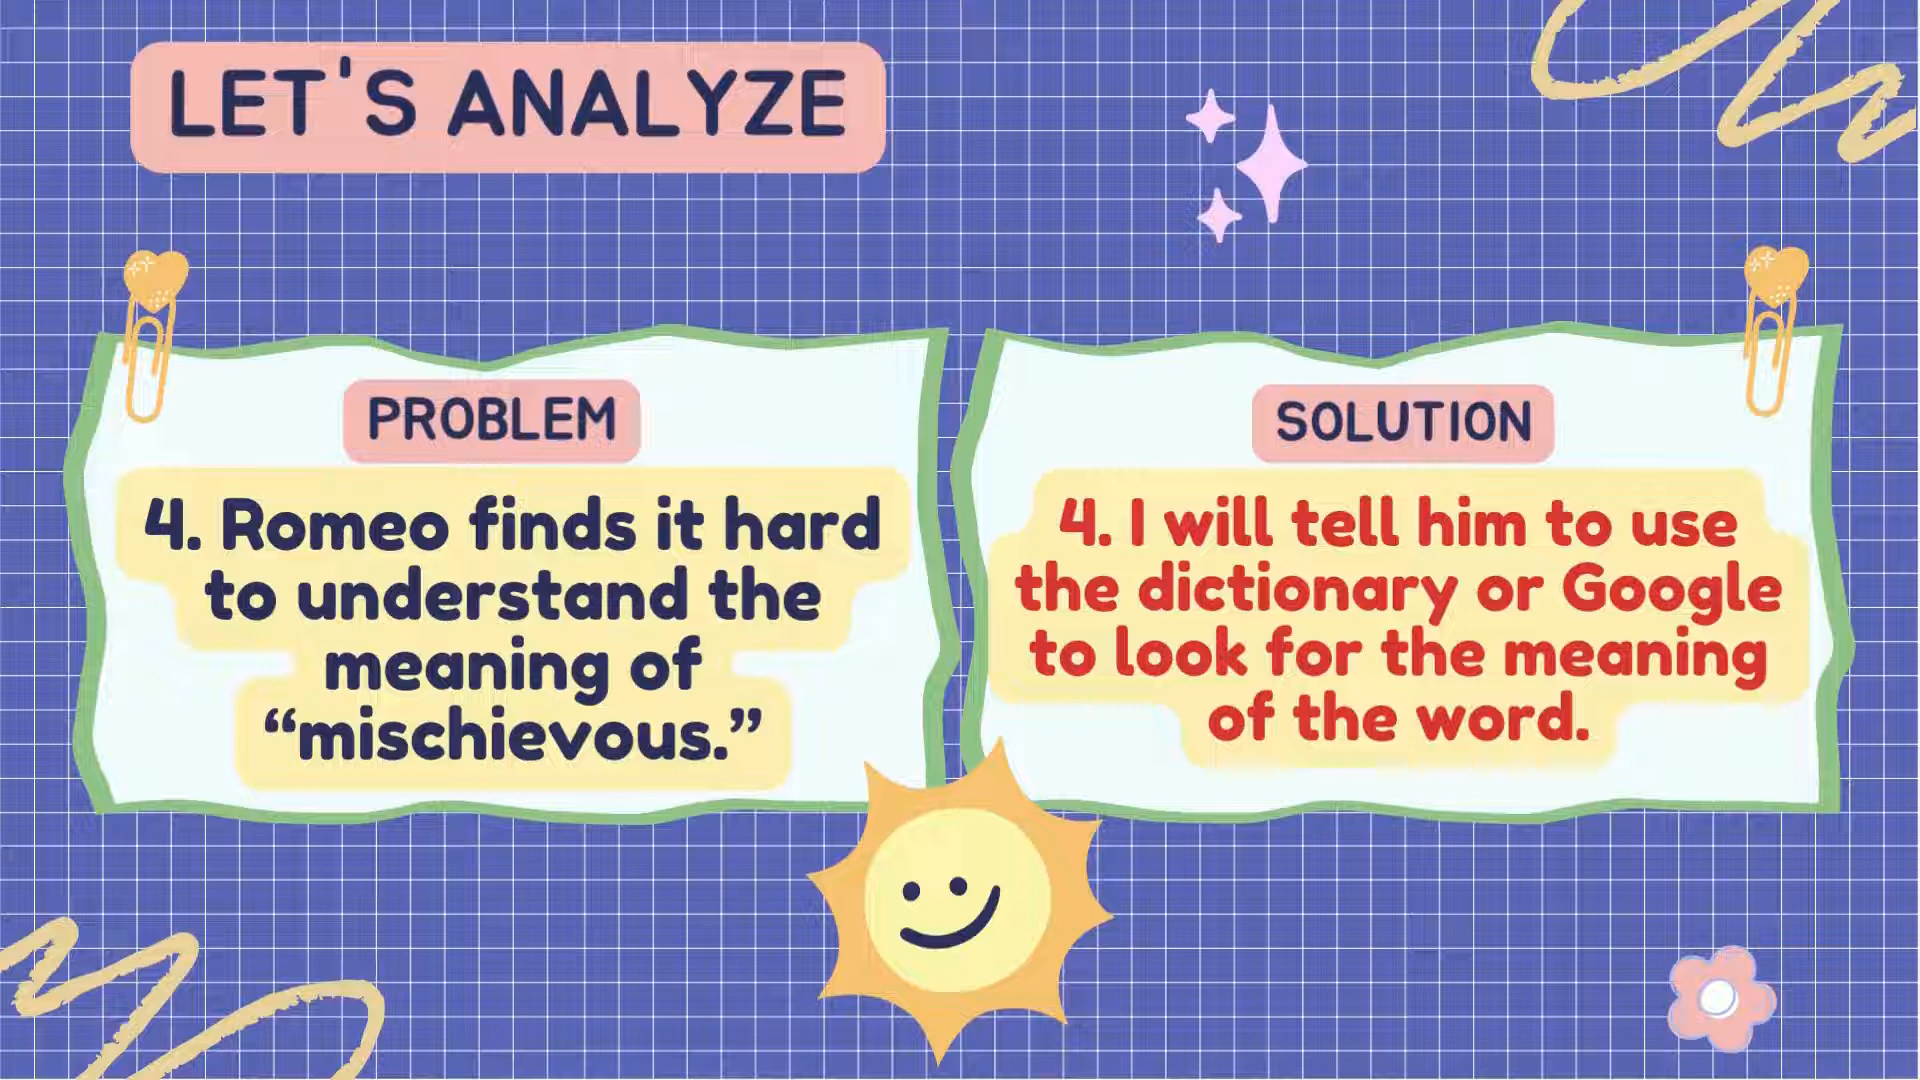 LET'S ANALYZE
PROBLEM
4. Romeo finds it hard
to understand the
meaning of
“mischievous.”
SOLUTION
4. I will tell him to use
the dictionary or Google
to look for the meaning
of the word.